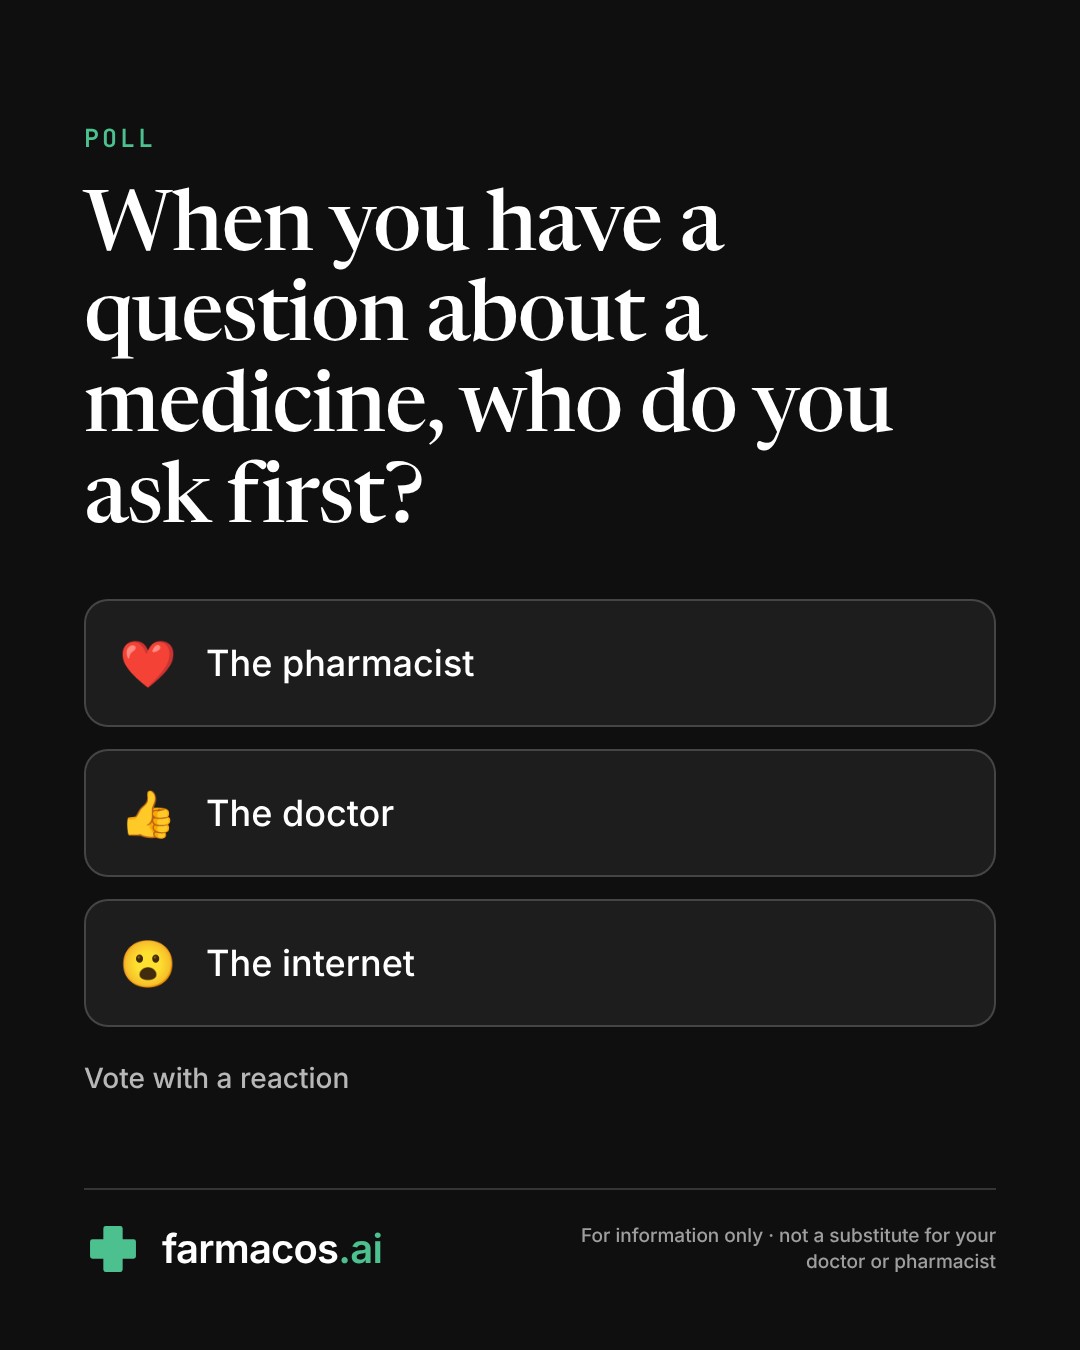 POLL
When you have a
question about a
medicine, who do you
ask first?
❤️ The pharmacist
👍 The doctor
😮 The internet
Vote with a reaction
farmacos.ai
For information only · not a substitute for your
doctor or pharmacist